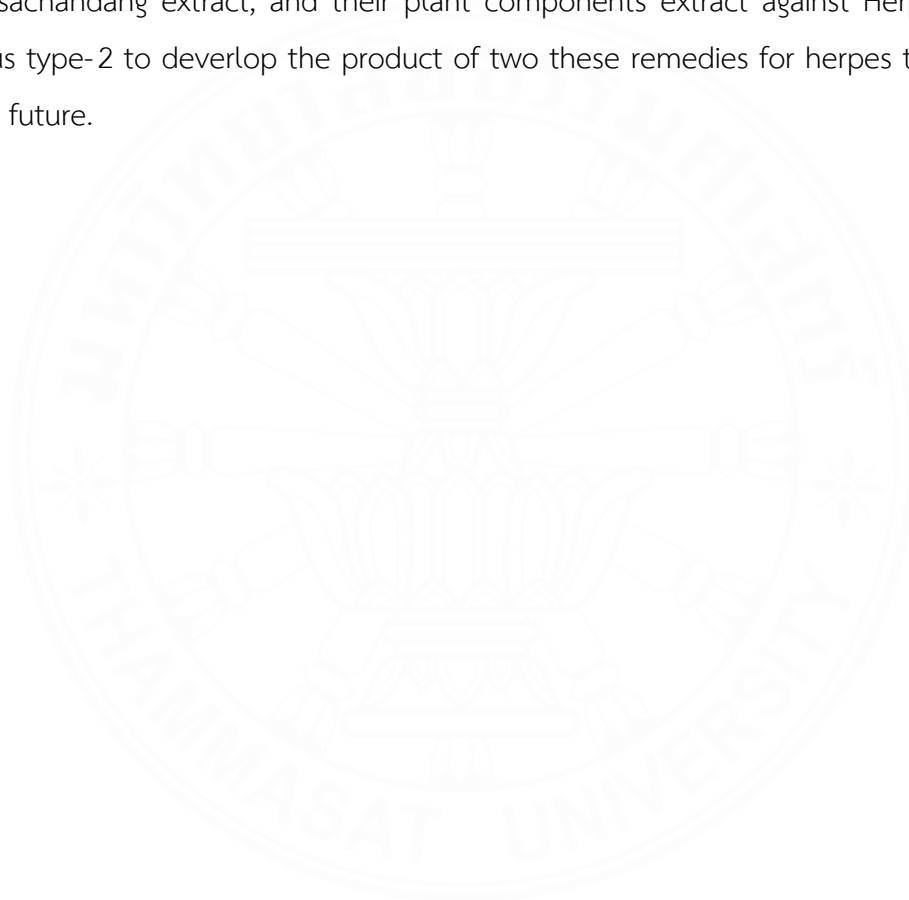 sachandang extract, and their plant components extract against Herp
us type-2 to deverlop the product of two these remedies for herpes t
future.
มหาวิทยาลัยธรรมศาสตร์
THAMMASAT UNIVERSITY